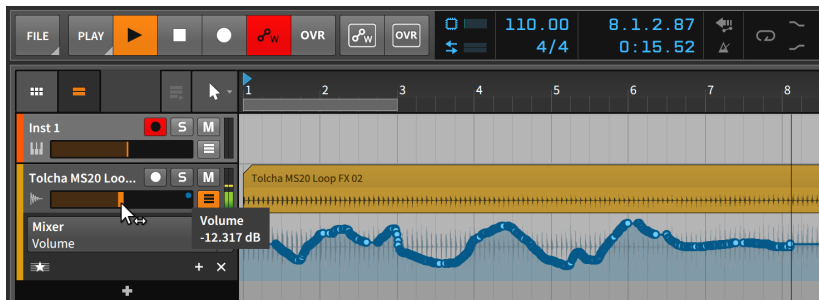 FILE
PLAY
W
OVR
W
OVR
110.00
4/4
8.1.2.87
0:15.52
1 2 3 4 5 6 7 8
Inst 1
S M
Tolcha MS20 Loo...
S M
Tolcha MS20 Loop FX 02
Volume
-12.317 dB
Mixer
Volume